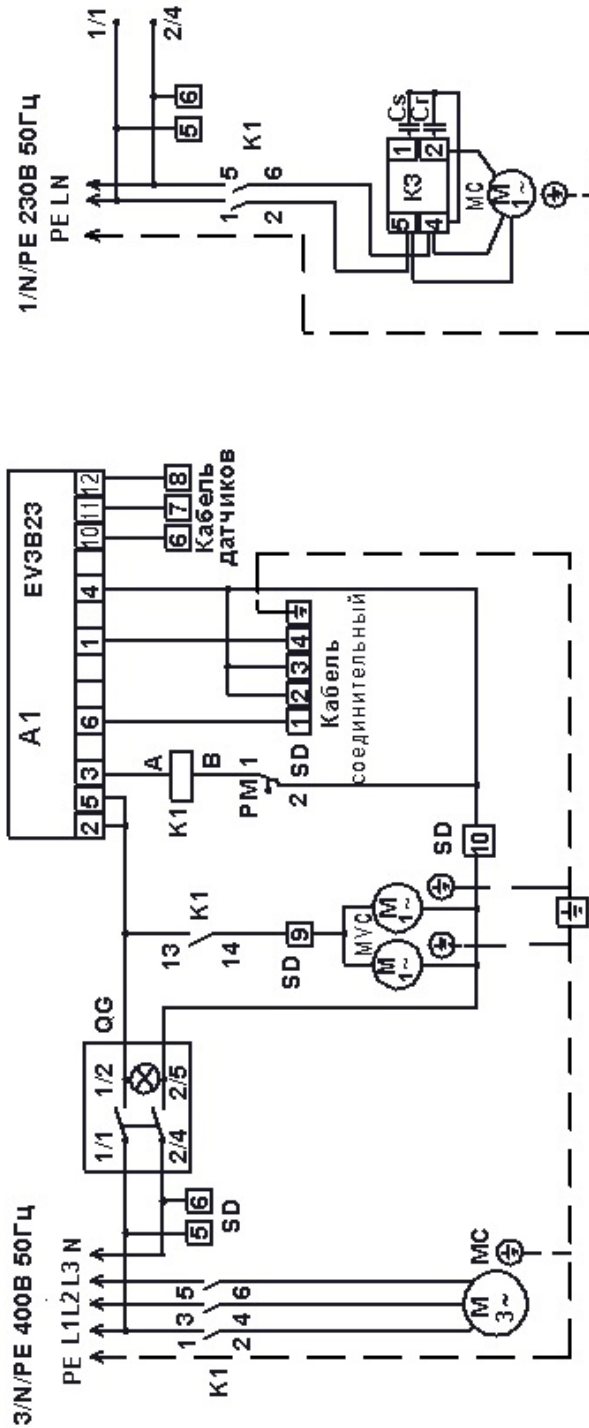 3/N/PE 400В 50Гц
PE L1 L2 L3 N
1 3 5
2 4 6
K1
М
3~
MC
5 6
SD
1/1 1/2
2/4 2/5
QG
13
14
K1
SD
9
MVC
М
1~
М
1~
SD
10
A1 EV3B23
2 5 3 6 1 4 10 11 12
K1
A
B
PM
1
2
SD
1 2 3 4
Кабель
соединительный
6 7 8
Кабель
датчиков
1/N/PE 230В 50Гц
PE L N
1/1
2/4
5 6
K1
1 5
2 6
КЗ
5 1
4 2
Cs
Cr
MC
М
1~